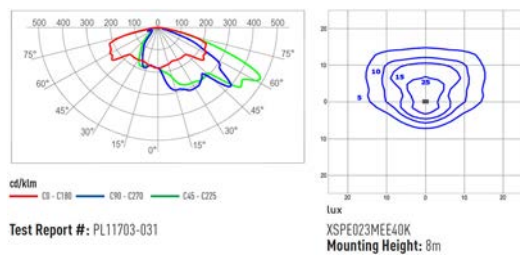 500 400 300 200 100 0 100 200 300 400 500
75° 75°
60° 60°
45° 45°
30° 30°
15° 15°
0°
cd/klm
C0 - C180 C90 - C270 C45 - C225
Test Report #: PL11703-031
20
10
0
10
20
5 10 15 25
20 10 0 10 20
lux
XSPE023MEE40K
Mounting Height: 8m